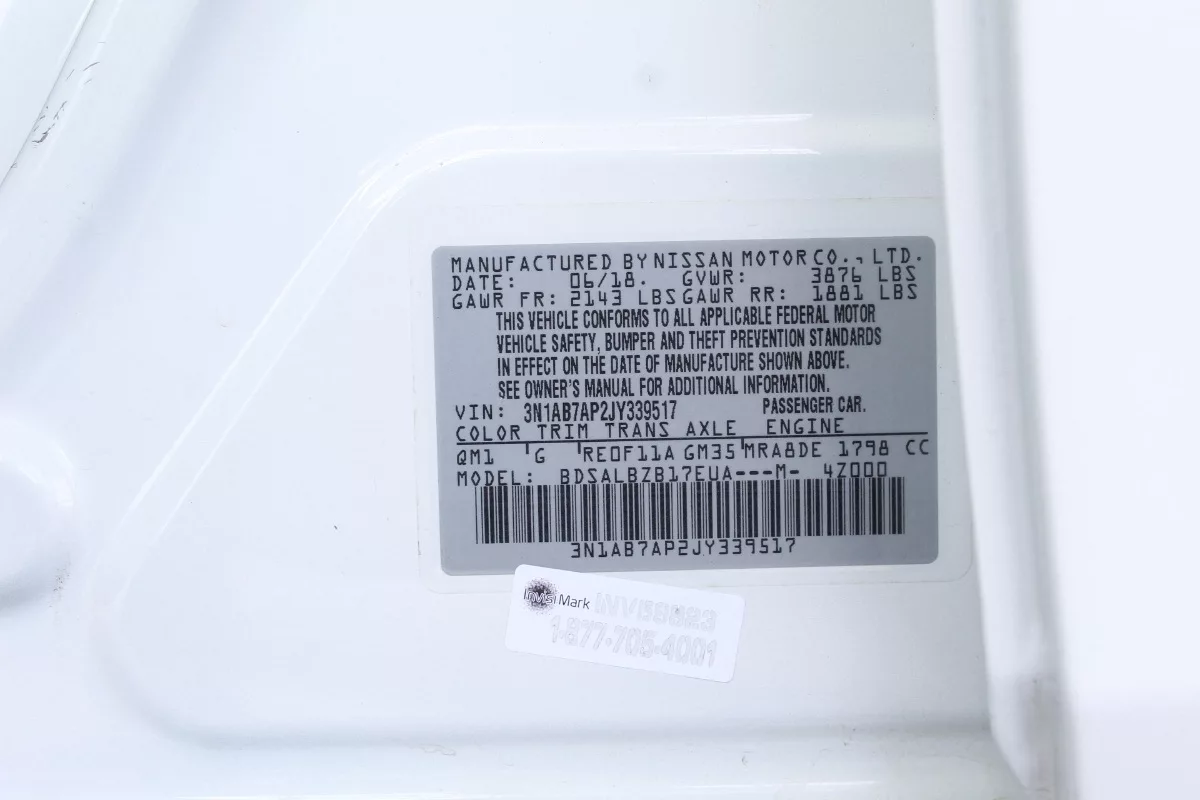 MANUFACTURED BY NISSAN MOTOR CO., LTD.
DATE: 06/18. GVWR: 3876 LBS
GAWR FR: 2143 LBS GAWR RR: 1881 LBS
THIS VEHICLE CONFORMS TO ALL APPLICABLE FEDERAL MOTOR
VEHICLE SAFETY, BUMPER AND THEFT PREVENTION STANDARDS
IN EFFECT ON THE DATE OF MANUFACTURE SHOWN ABOVE.
SEE OWNER'S MANUAL FOR ADDITIONAL INFORMATION.
VIN: 3N1AB7AP2JY339517 PASSENGER CAR.
COLOR TRIM TRANS AXLE ENGINE
QM1 G RE0F11A GM35 MRA8DE 1798 CC
MODEL: BDSALBZB17EUA---M- 4Z000
3N1AB7AP2JY339517
InvisiMark
1-877-705-4001